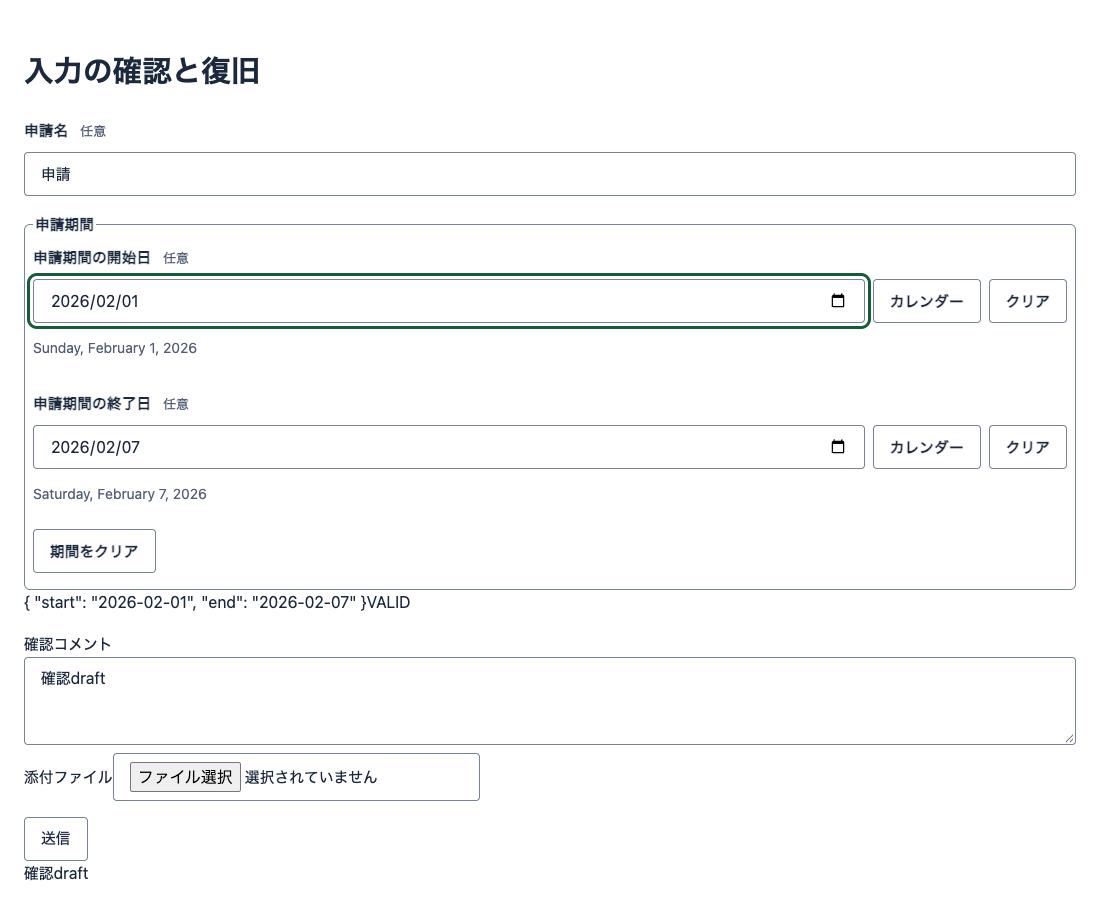 入力の確認と復旧
申請名 任意
申請
申請期間
申請期間の開始日 任意
2026/02/01 カレンダー クリア
Sunday, February 1, 2026
申請期間の終了日 任意
2026/02/07 カレンダー クリア
Saturday, February 7, 2026
期間をクリア
{ "start": "2026-02-01", "end": "2026-02-07" }VALID
確認コメント
確認draft
添付ファイル ファイル選択 選択されていません
送信
確認draft